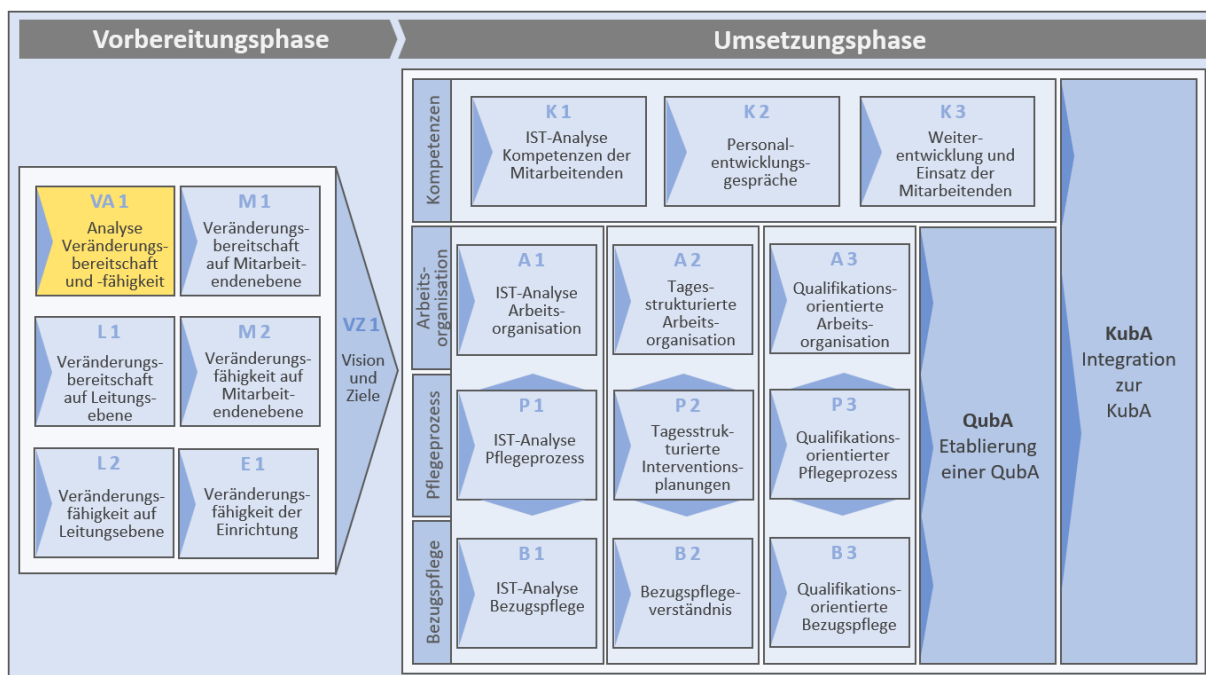 Vorbereitungsphase
Umsetzungsphase
VA 1
Analyse
Veränderungs-
bereitschaft
und -fähigkeit
M 1
Veränderungs-
bereitschaft
auf Mitarbeit-
endenebene
L 1
Veränderungs-
bereitschaft
auf Leitungs-
ebene
M 2
Veränderungs-
fähigkeit auf
Mitarbeit-
endenebene
L 2
Veränderungs-
fähigkeit auf
Leitungsebene
E 1
Veränderungs-
fähigkeit der
Einrichtung
VZ 1
Vision
und
Ziele
Kompetenzen
K 1
IST-Analyse
Kompetenzen der
Mitarbeitenden
K 2
Personal-
entwicklungs-
gespräche
K 3
Weiter-
entwicklung und
Einsatz der
Mitarbeitenden
Arbeits-
organisation
A 1
IST-Analyse
Arbeits-
organisation
A 2
Tages-
strukturierte
Arbeits-
organisation
A 3
Qualifikations-
orientierte
Arbeits-
organisation
Pflegeprozess
P 1
IST-Analyse
Pflegeprozess
P 2
Tagesstruk-
turierte
Interventions-
planungen
P 3
Qualifikations-
orientierter
Pflegeprozess
Bezugspflege
B 1
IST-Analyse
Bezugspflege
B 2
Bezugspflege-
verständnis
B 3
Qualifikations-
orientierte
Bezugspflege
QubA
Etablierung
einer QubA
KubA
Integration
zur
KubA